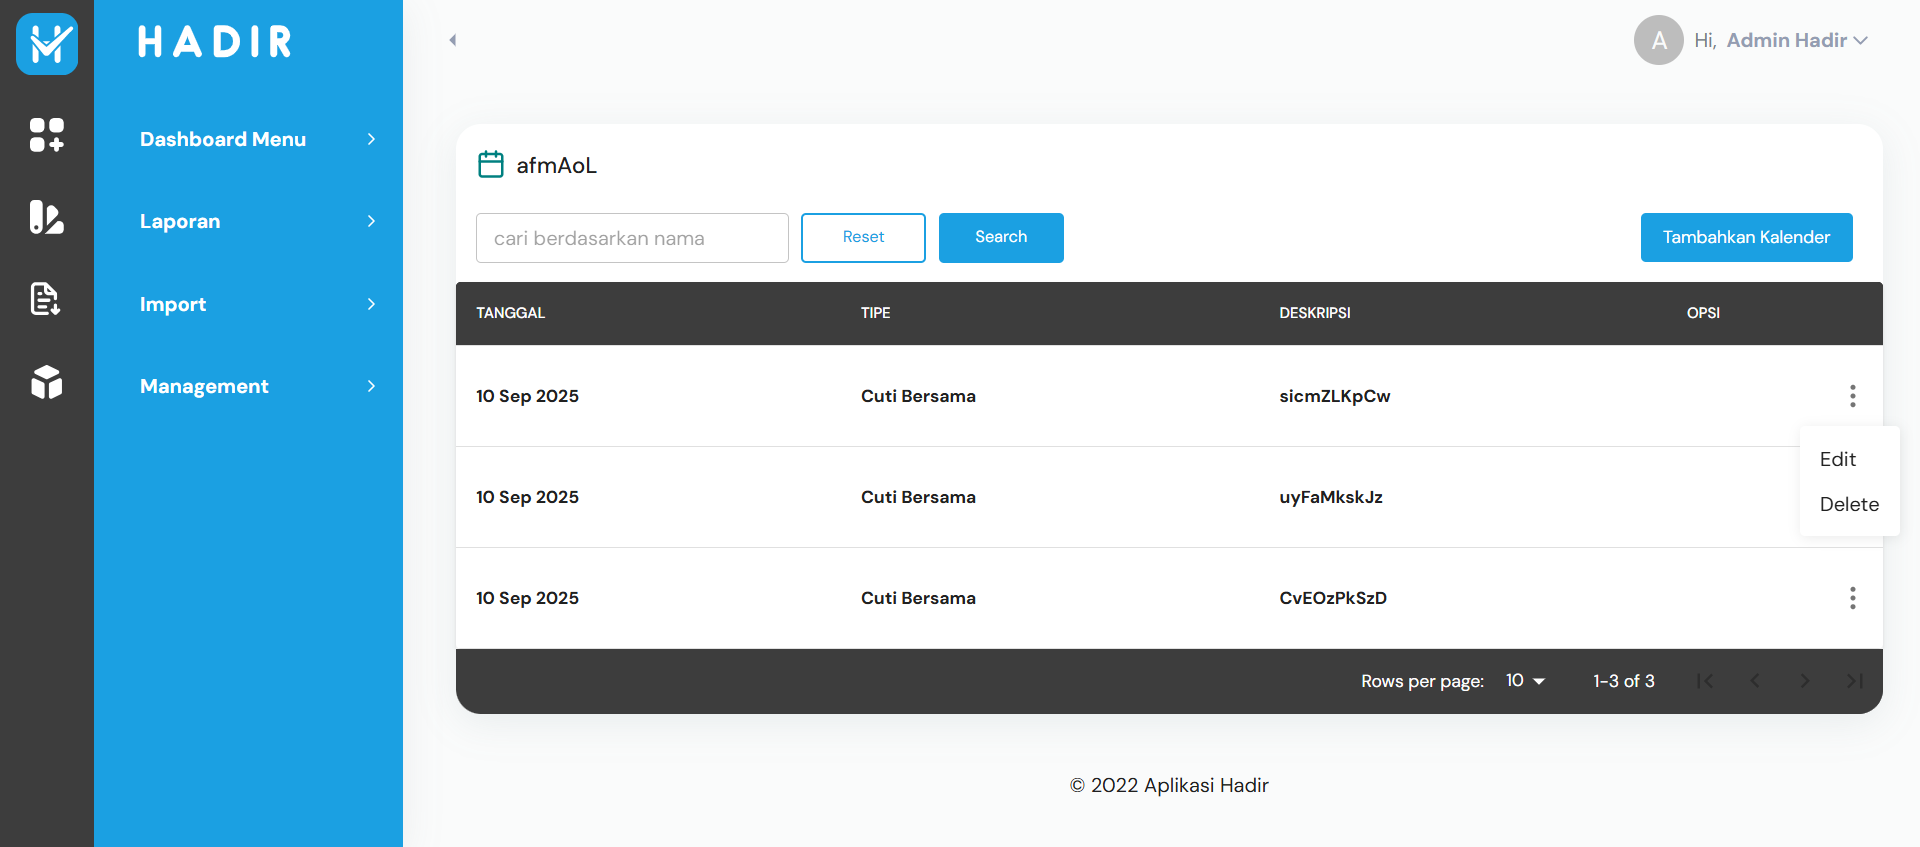 HADIR
Hi, Admin Hadir
A
Dashboard Menu
Laporan
Import
Management
afmAoL
cari berdasarkan nama
Reset
Search
Tambahkan Kalender
TANGGAL TIPE DESKRIPSI OPSI
10 Sep 2025 Cuti Bersama sicmZLKpCw
10 Sep 2025 Cuti Bersama uyFaMkskJz
10 Sep 2025 Cuti Bersama CvEOzPkSzD
Edit
Delete
Rows per page: 10 1-3 of 3
© 2022 Aplikasi Hadir